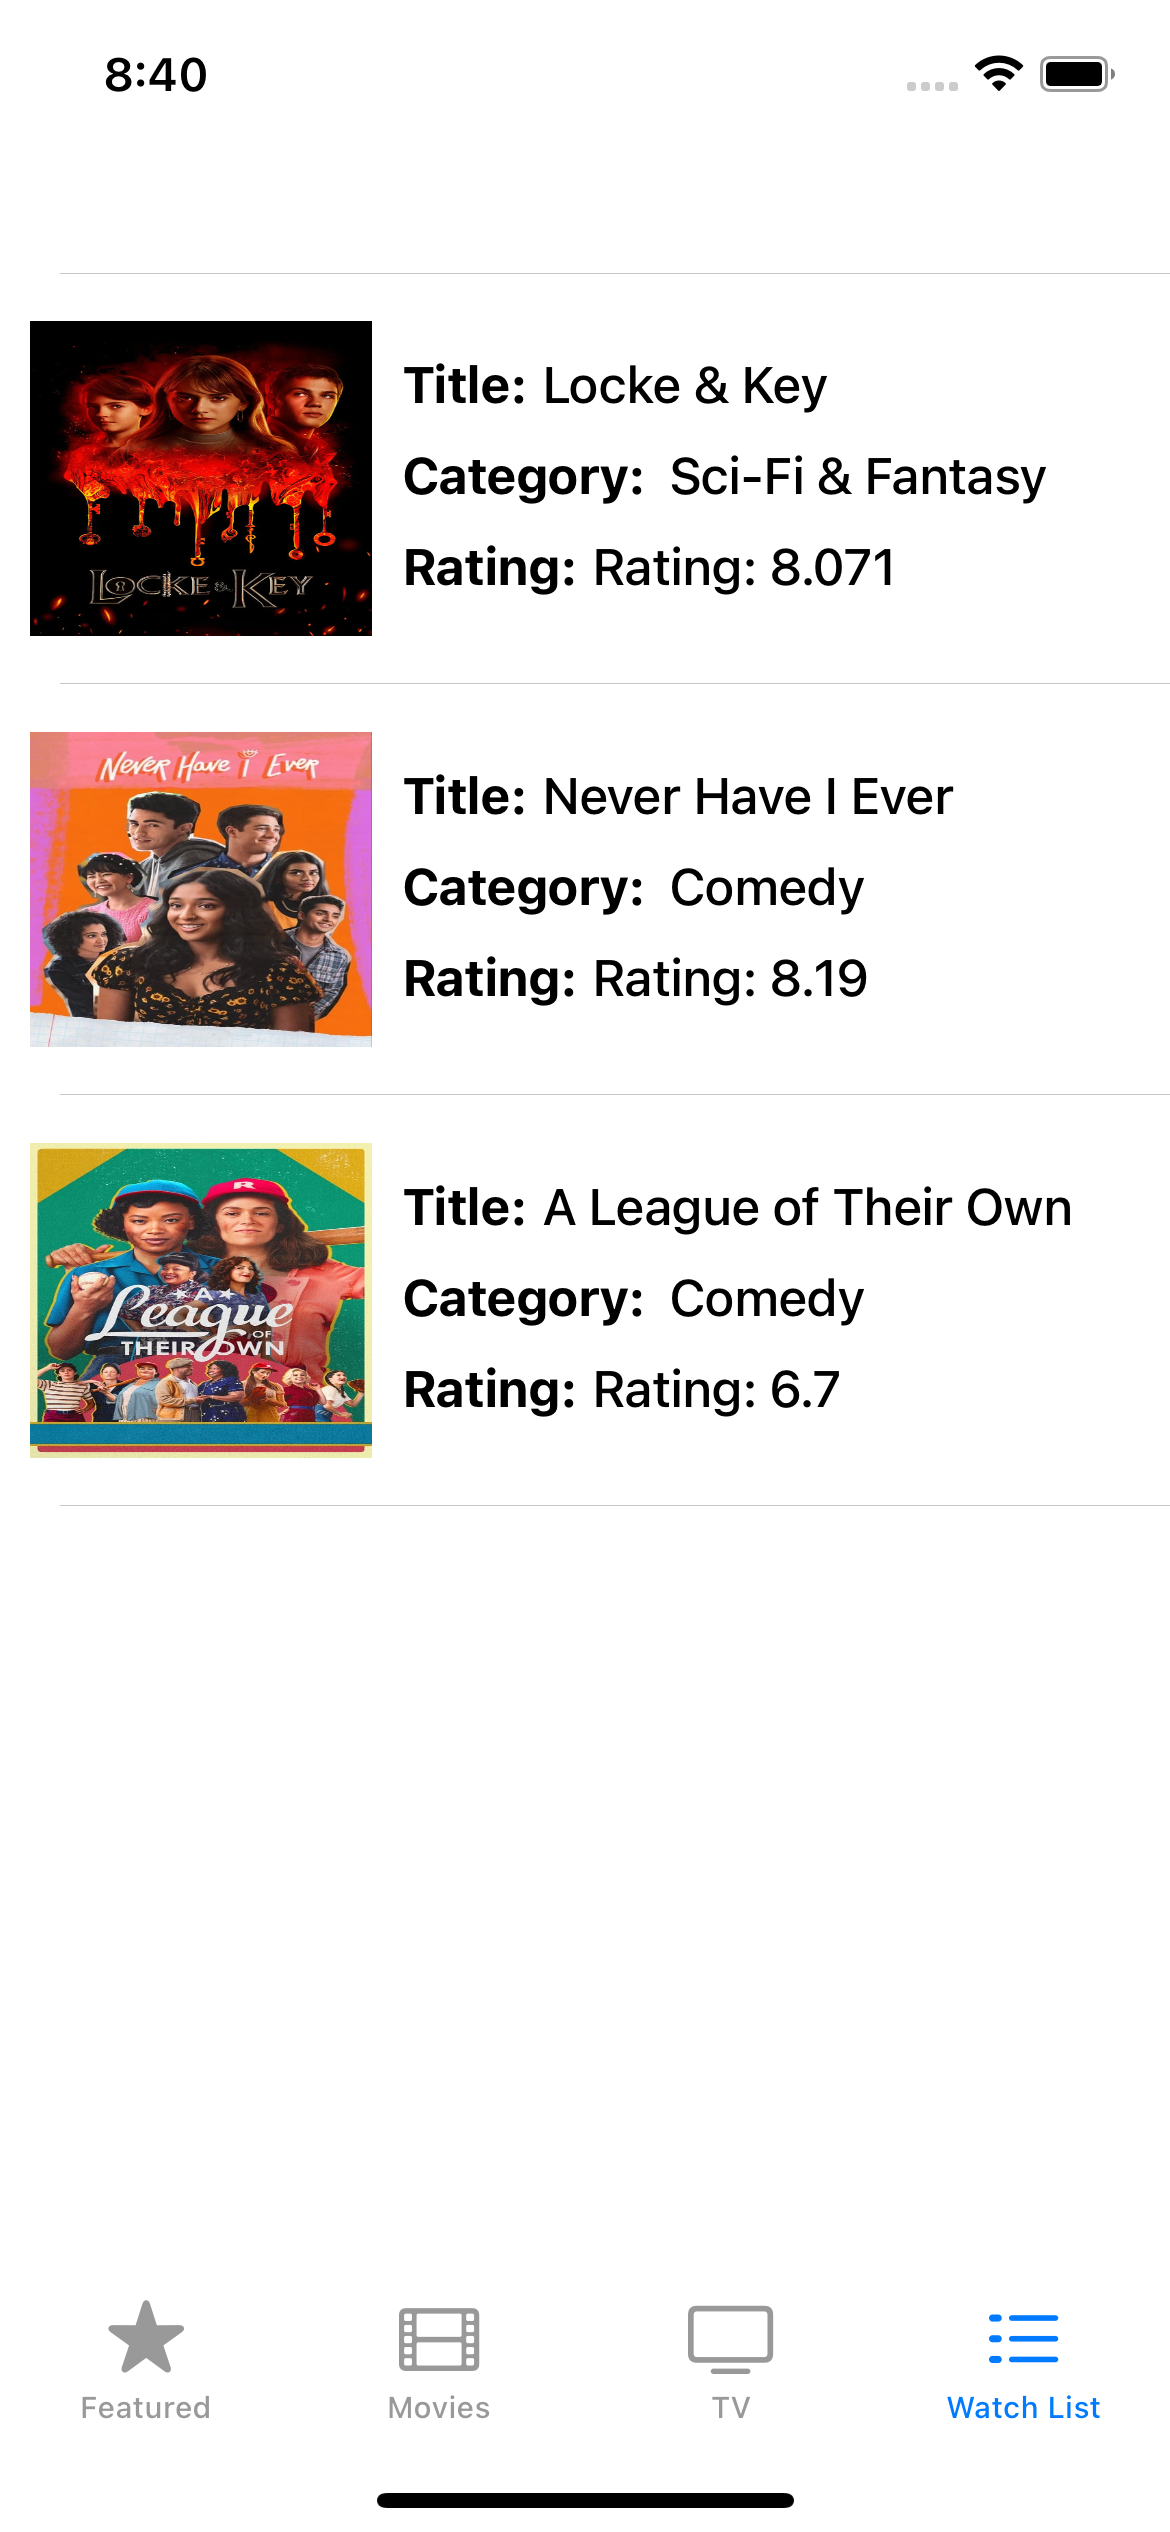 8:40
LOCKE & KEY
Title: Locke & Key
Category: Sci-Fi & Fantasy
Rating: Rating: 8.071
Never Have I Ever
Title: Never Have I Ever
Category: Comedy
Rating: Rating: 8.19
R
A
League
OF
THEIR OWN
Title: A League of Their Own
Category: Comedy
Rating: Rating: 6.7
Featured
Movies
TV
Watch List